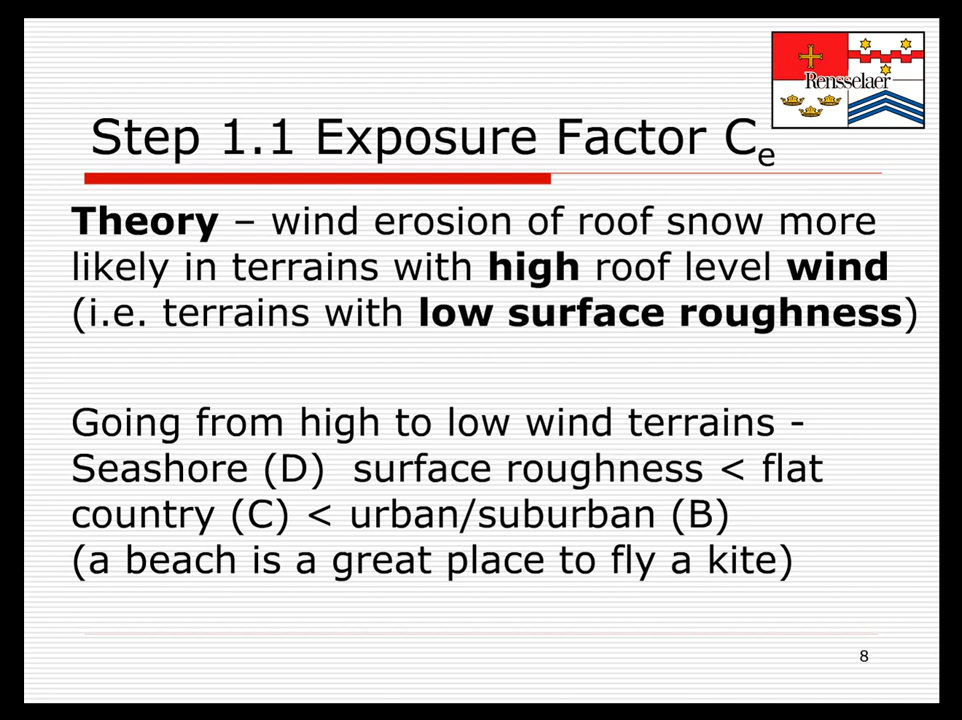 Rensselaer
Step 1.1 Exposure Factor Ce
Theory – wind erosion of roof snow more
likely in terrains with high roof level wind
(i.e. terrains with low surface roughness)
Going from high to low wind terrains -
Seashore (D)  surface roughness < flat
country (C) < urban/suburban (B)
(a beach is a great place to fly a kite)
8